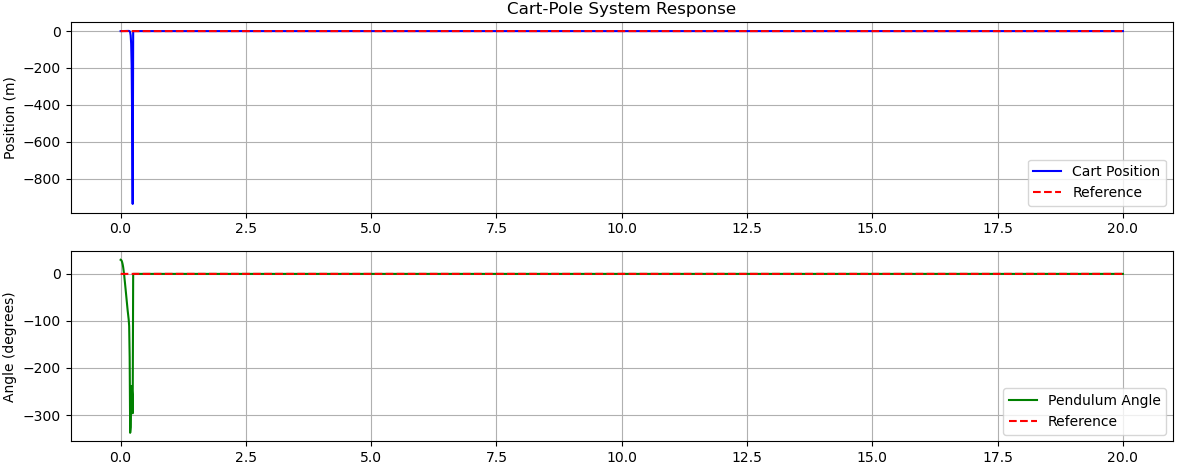 Cart-Pole System Response
Position (m)
0
−200
−400
−600
−800
Cart Position
Reference
0.0 2.5 5.0 7.5 10.0 12.5 15.0 17.5 20.0
Angle (degrees)
0
−100
−200
−300
Pendulum Angle
Reference
0.0 2.5 5.0 7.5 10.0 12.5 15.0 17.5 20.0